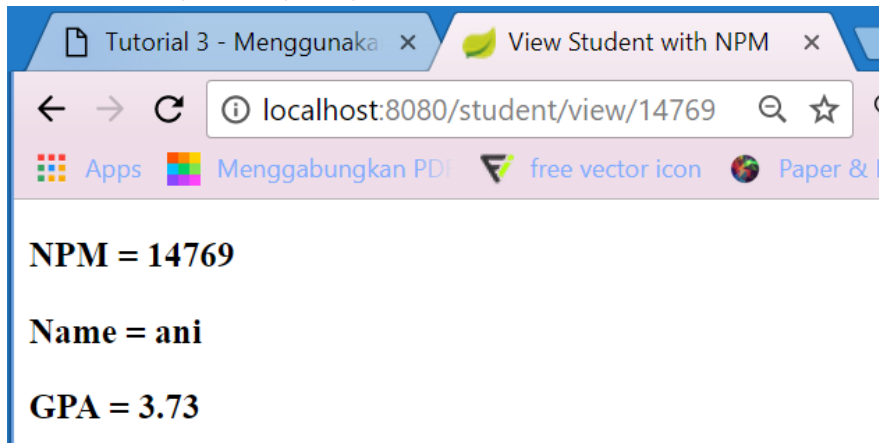 Tutorial 3 - Menggunaka
View Student with NPM
localhost:8080/student/view/14769
Apps Menggabungkan PDF free vector icon Paper &
NPM = 14769
Name = ani
GPA = 3.73